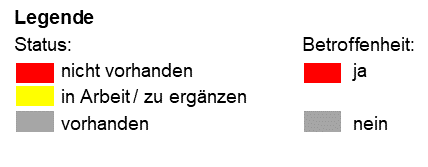 Legende
Status: Betroffenheit:
nicht vorhanden ja
in Arbeit / zu ergänzen
vorhanden nein